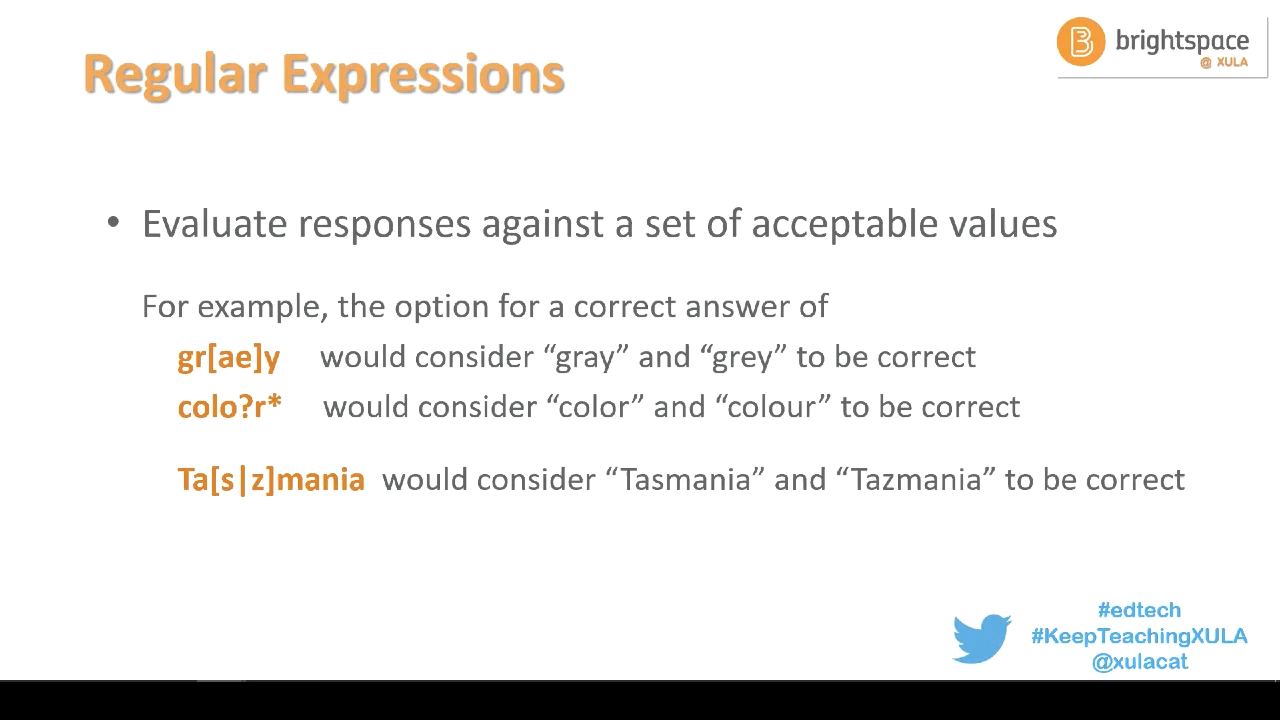 Regular Expressions
brightspace
@ XULA
• Evaluate responses against a set of acceptable values
For example, the option for a correct answer of
gr[ae]y would consider “gray” and “grey” to be correct
colo?r* would consider “color” and “colour” to be correct
Ta[s|z]mania would consider “Tasmania” and “Tazmania” to be correct
#edtech
#KeepTeachingXULA
@xulacat